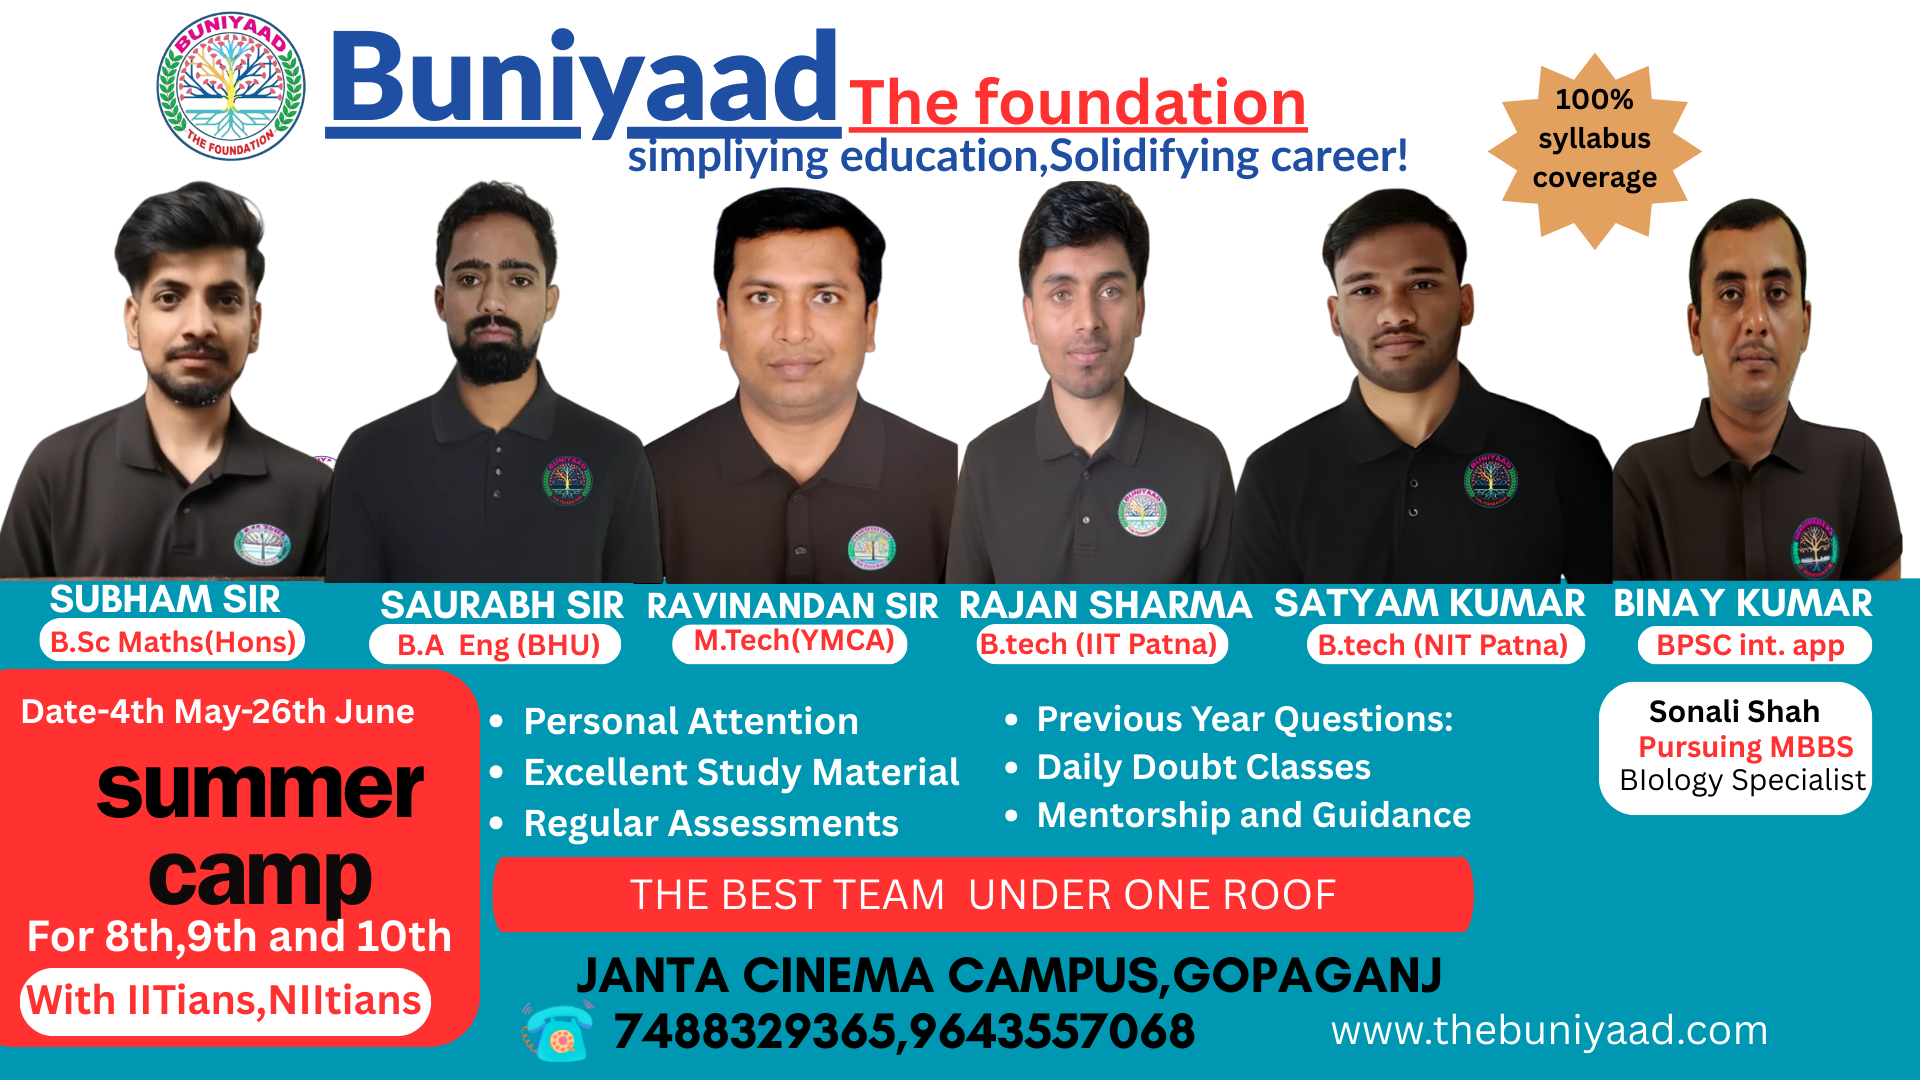 BUNIYAAD
THE FOUNDATION
Buniyaad The foundation
simpliying education,Solidifying career!
100%
syllabus
coverage
BUNIYAAD
BUNIYAAD
BUNIYAAD
SUBHAM SIR
B.Sc Maths(Hons)
SAURABH SIR
B.A Eng (BHU)
RAVINANDAN SIR
M.Tech(YMCA)
RAJAN SHARMA
B.tech (IIT Patna)
SATYAM KUMAR
B.tech (NIT Patna)
BINAY KUMAR
BPSC int. app
Date-4th May-26th June
summer
camp
For 8th,9th and 10th
With IITians,NIItians
Personal Attention
Excellent Study Material
Regular Assessments
Previous Year Questions:
Daily Doubt Classes
Mentorship and Guidance
Sonali Shah
Pursuing MBBS
BIology Specialist
THE BEST TEAM UNDER ONE ROOF
JANTA CINEMA CAMPUS,GOPAGANJ
7488329365,9643557068
www.thebuniyaad.com